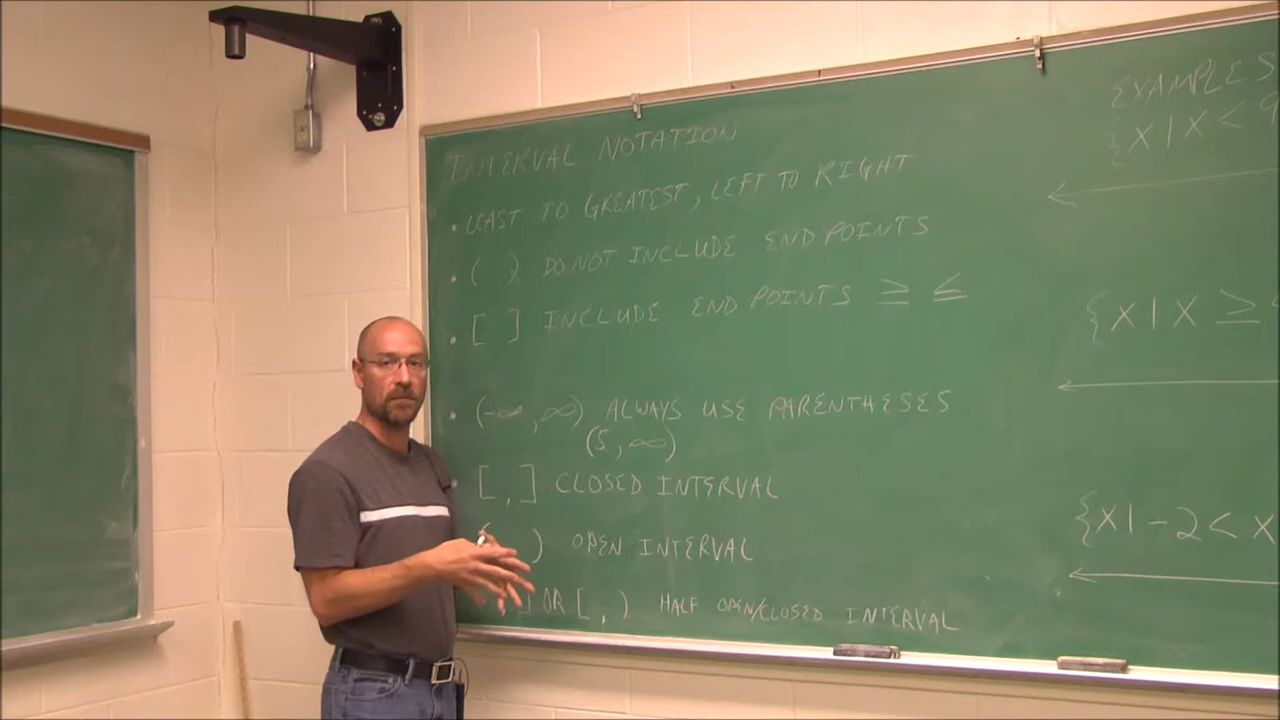 INTERVAL NOTATION
• LEAST TO GREATEST, LEFT TO RIGHT
• ( ) DO NOT INCLUDE END POINTS
• [ ] INCLUDE END POINTS ≥ ≤
• (-∞, ∞) ALWAYS USE PARENTHESES
(5, ∞)
[ , ] CLOSED INTERVAL
( ) OPEN INTERVAL
] OR [ , ) HALF OPEN/CLOSED INTERVAL
EXAMPLES
{X | X < 9
{X | X ≥
{X | -2 < X